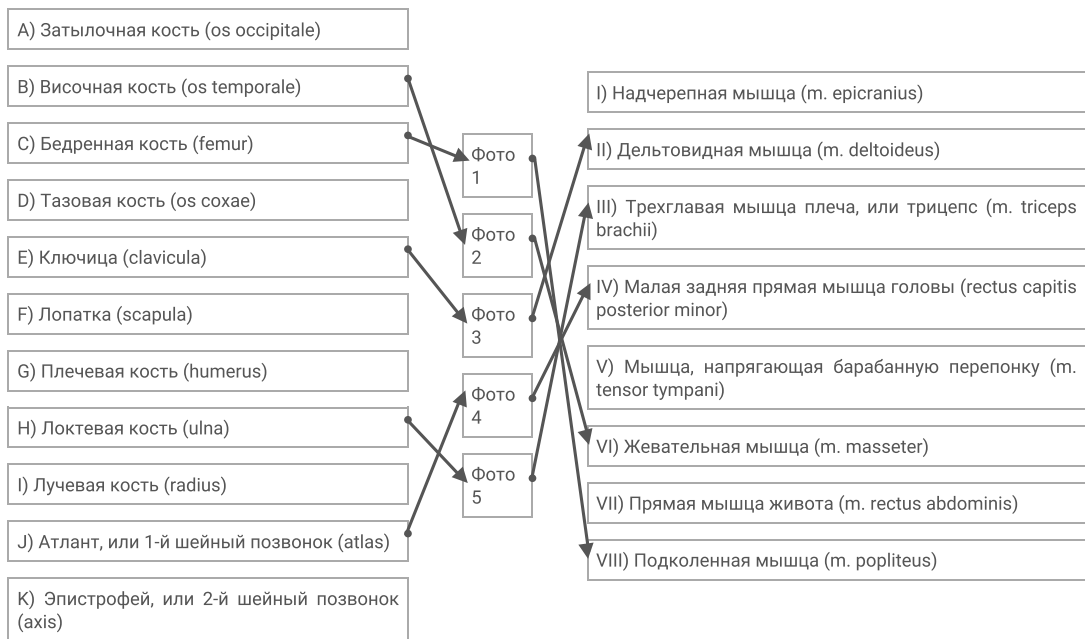 A) Затылочная кость (os occipitale)
B) Височная кость (os temporale)
C) Бедренная кость (femur)
D) Тазовая кость (os coxae)
E) Ключица (clavicula)
F) Лопатка (scapula)
G) Плечевая кость (humerus)
H) Локтевая кость (ulna)
I) Лучевая кость (radius)
J) Атлант, или 1-й шейный позвонок (atlas)
K) Эпистрофей, или 2-й шейный позвонок
(axis)
Фото
1
Фото
2
Фото
3
Фото
4
Фото
5
I) Надчерепная мышца (m. epicranius)
II) Дельтовидная мышца (m. deltoideus)
III) Трехглавая мышца плеча, или трицепс (m. triceps
brachii)
IV) Малая задняя прямая мышца головы (rectus capitis
posterior minor)
V) Мышца, напрягающая барабанную перепонку (m.
tensor tympani)
VI) Жевательная мышца (m. masseter)
VII) Прямая мышца живота (m. rectus abdominis)
VIII) Подколенная мышца (m. popliteus)